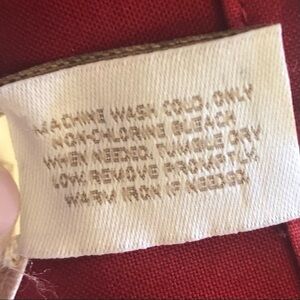 MACHINE WASH COLD. ONLY
NON-CHLORINE BLEACH
WHEN NEEDED. TUMBLE DRY
LOW. REMOVE PROMPTLY.
WARM IRON IF NEEDED